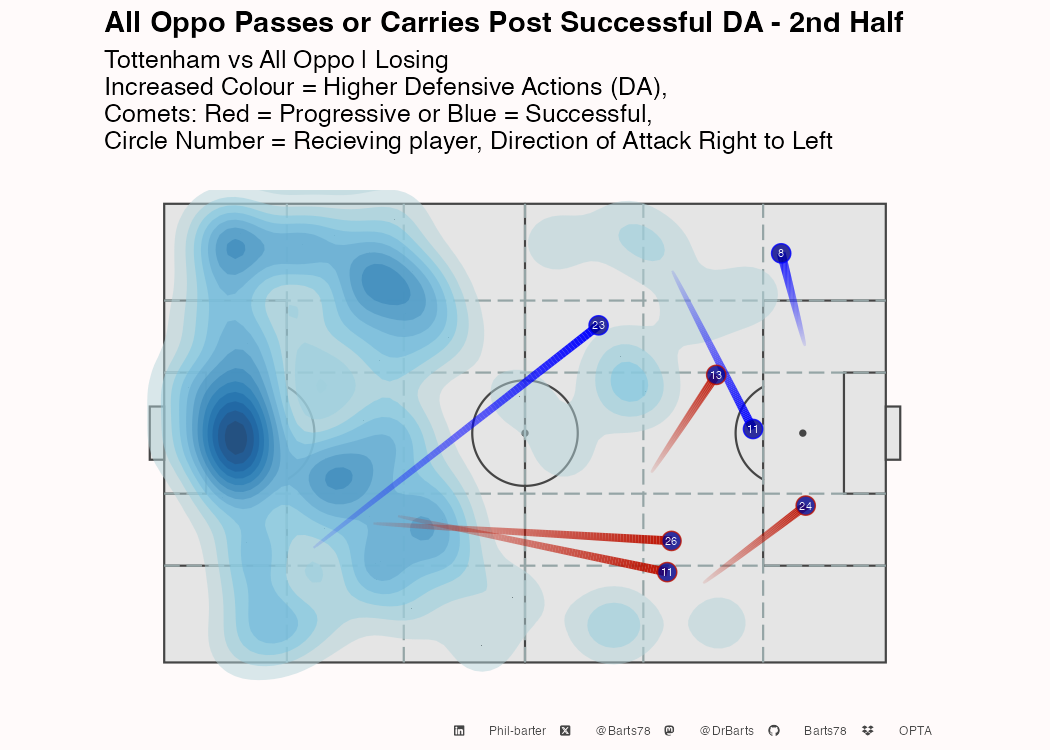 All Oppo Passes or Carries Post Successful DA - 2nd Half
Tottenham vs All Oppo | Losing
Increased Colour = Higher Defensive Actions (DA),
Comets: Red = Progressive or Blue = Successful,
Circle Number = Recieving player, Direction of Attack Right to Left
8
23
13
11
24
26
11
Phil-barter @Barts78 @DrBarts Barts78 OPTA